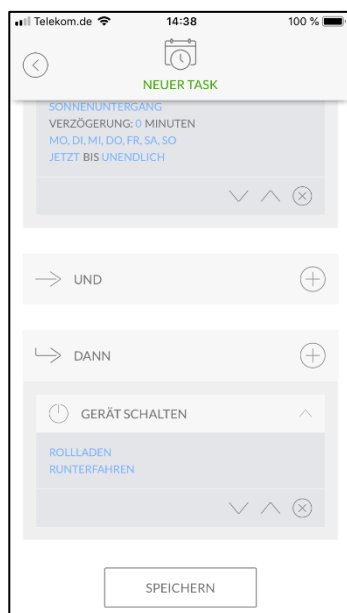 Telekom.de 14:38 100 %
NEUER TASK
SONNENUNTERGANG
VERZÖGERUNG: 0 MINUTEN
MO, DI, MI, DO, FR, SA, SO
JETZT BIS UNENDLICH
UND
DANN
GERÄT SCHALTEN
ROLLLADEN
RUNTERFAHREN
SPEICHERN